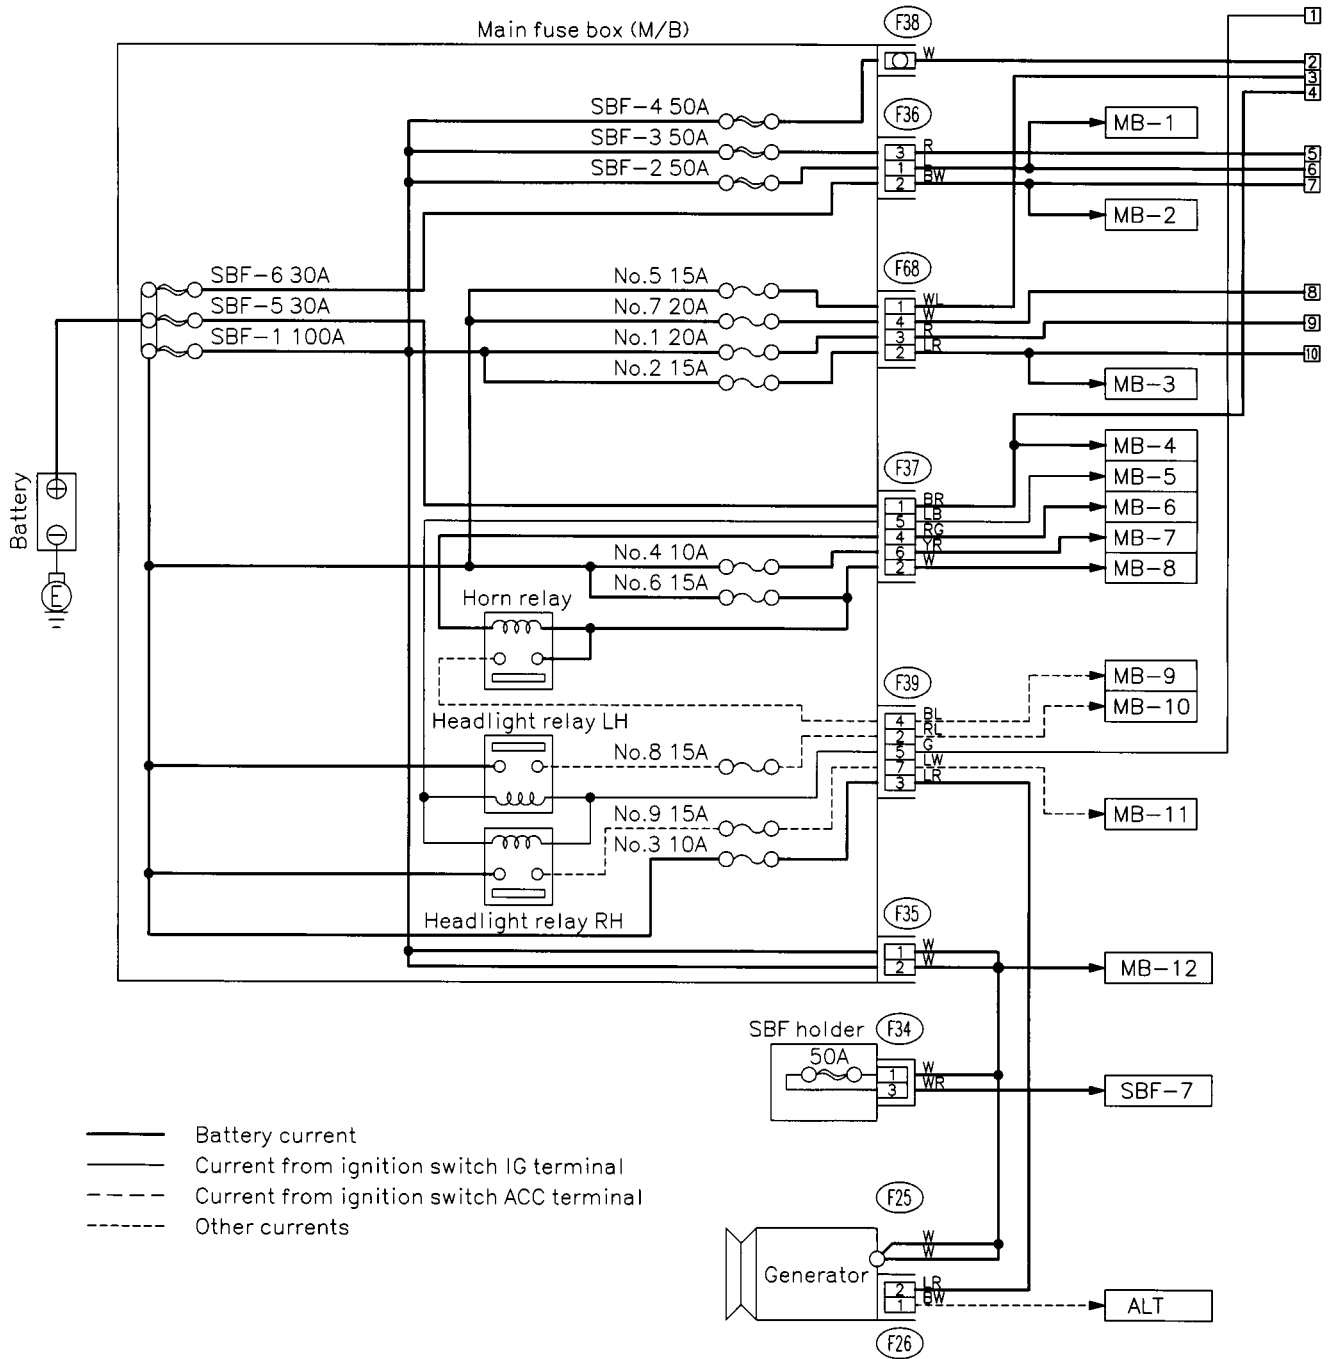 F38
1
Main fuse box (M/B)
W
2
3
4
SBF-4 50A
F36
MB-1
SBF-3 50A
3 R
5
SBF-2 50A
1 L
6
2 BW
7
MB-2
F68
SBF-6 30A
No.5 15A
1 WL
8
SBF-5 30A
No.7 20A
4 W
9
SBF-1 100A
No.1 20A
3 R
2 LR
10
No.2 15A
MB-3
MB-4
F37
MB-5
Battery
1 BR
MB-6
5 LB
4 RG
MB-7
No.4 10A
6 YR
2 W
MB-8
E
No.6 15A
Horn relay
F39
MB-9
MB-10
Headlight relay LH
4 BL
2 RL
No.8 15A
5 G
7 LW
3 LR
No.9 15A
MB-11
No.3 10A
Headlight relay RH
F35
1 W
2 W
MB-12
SBF holder
F34
50A
1 W
3 WR
SBF-7
Battery current
Current from ignition switch IG terminal
Current from ignition switch ACC terminal
F25
Other currents
W
W
Generator
2 LR
1 BW
ALT
F26